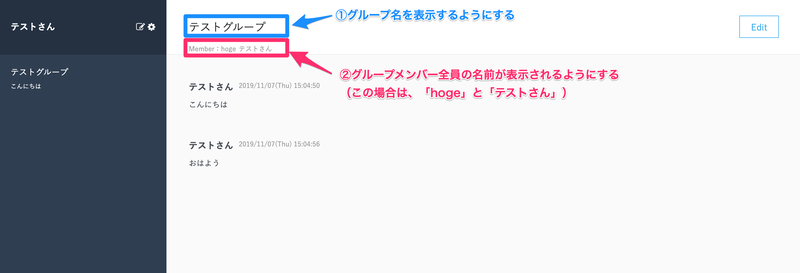 テストさん
テストグループ
こんにちは
テストグループ
①グループ名を表示するようにする
Edit
Member：hoge テストさん
②グループメンバー全員の名前が表示されるようにする
（この場合は、「hoge」と「テストさん」）
テストさん 2019/11/07(Thu) 15:04:50
こんにちは
テストさん 2019/11/07(Thu) 15:04:56
おはよう